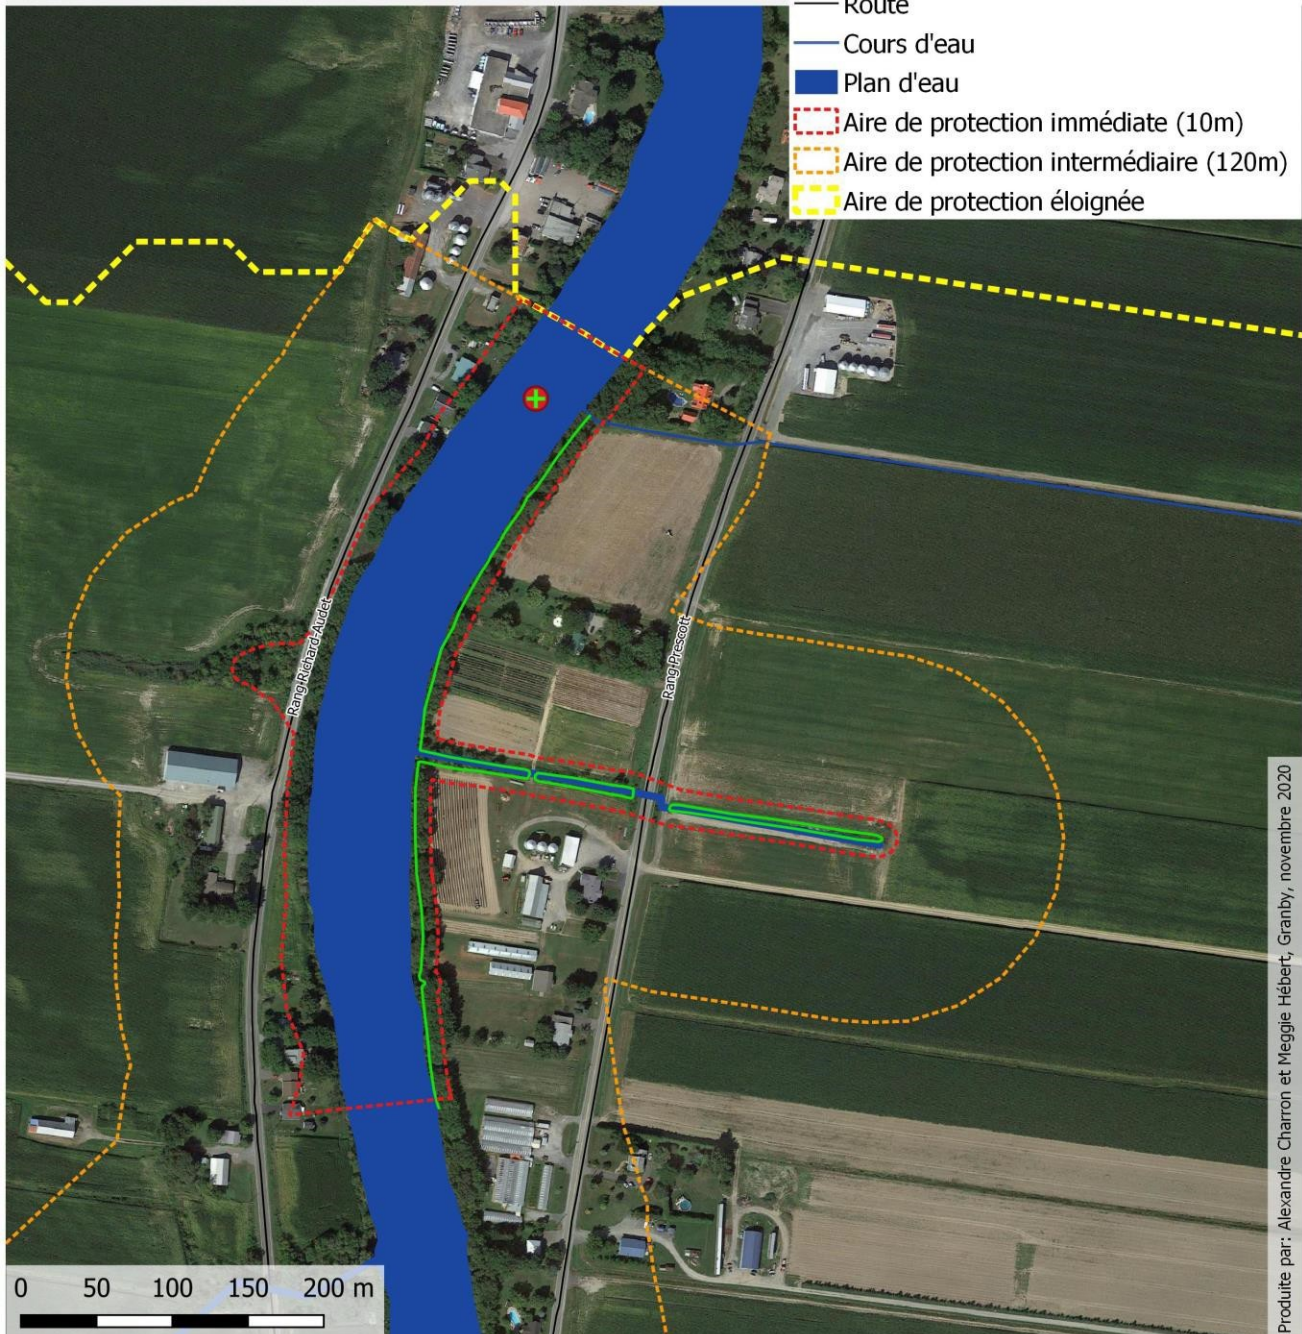 Route
Cours d'eau
Plan d'eau
Aire de protection immédiate (10m)
Aire de protection intermédiaire (120m)
Aire de protection éloignée
Rang Richard-Audet
Rang Prescott
0 50 100 150 200 m
Produite par: Alexandre Charron et Meggie Hébert, Granby, novembre 2020